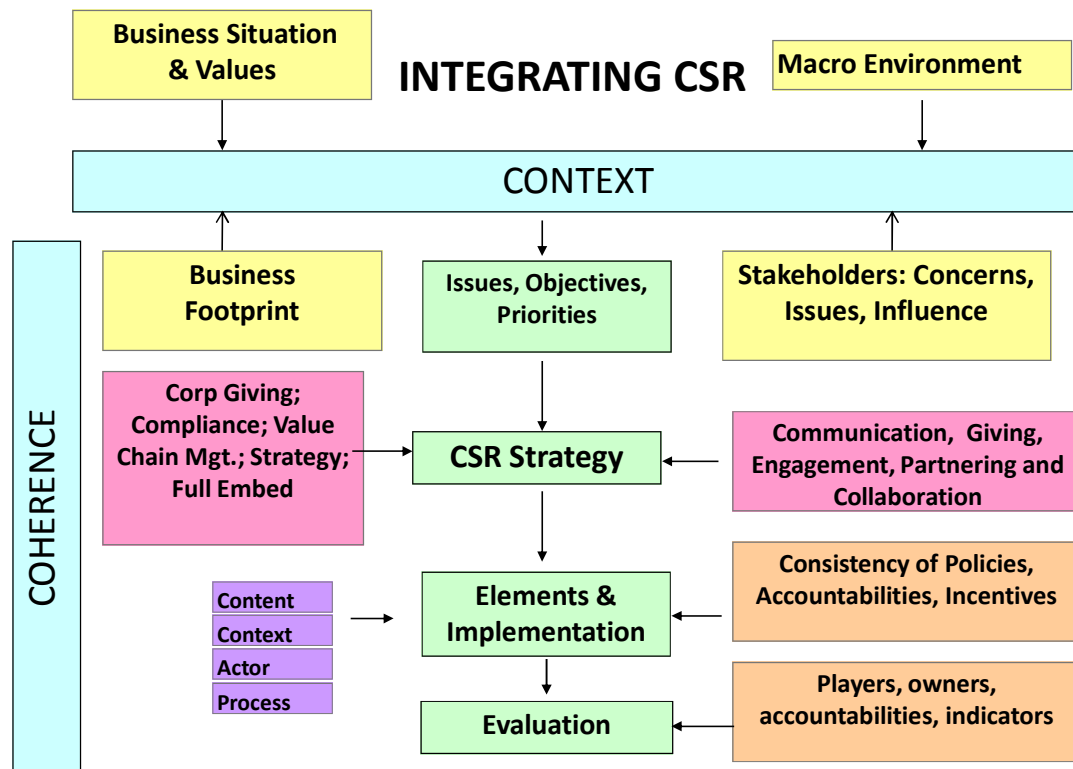 Business Situation
& Values
INTEGRATING CSR
Macro Environment
CONTEXT
COHERENCE
Business
Footprint
Issues, Objectives,
Priorities
Stakeholders: Concerns,
Issues, Influence
Corp Giving;
Compliance; Value
Chain Mgt.; Strategy;
Full Embed
CSR Strategy
Communication, Giving,
Engagement, Partnering and
Collaboration
Content
Context
Actor
Process
Elements &
Implementation
Consistency of Policies,
Accountabilities, Incentives
Evaluation
Players, owners,
accountabilities, indicators